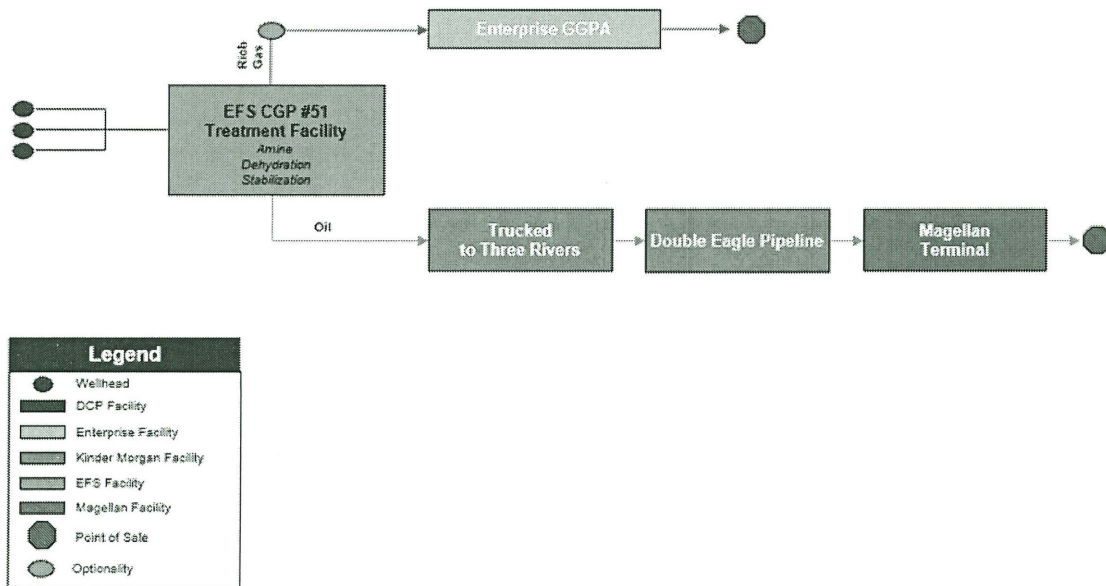 Enterprise GGPA
Rich
Gas
EFS CGP #51
Treatment Facility
Amine
Dehydration
Stabilization
Oil
Trucked
to Three Rivers
Double Eagle Pipeline
Magellan
Terminal
Legend
Wellhead
DCP Facility
Enterprise Facility
Kinder Morgan Facility
EFS Facility
Magellan Facility
Point of Sale
Optionality